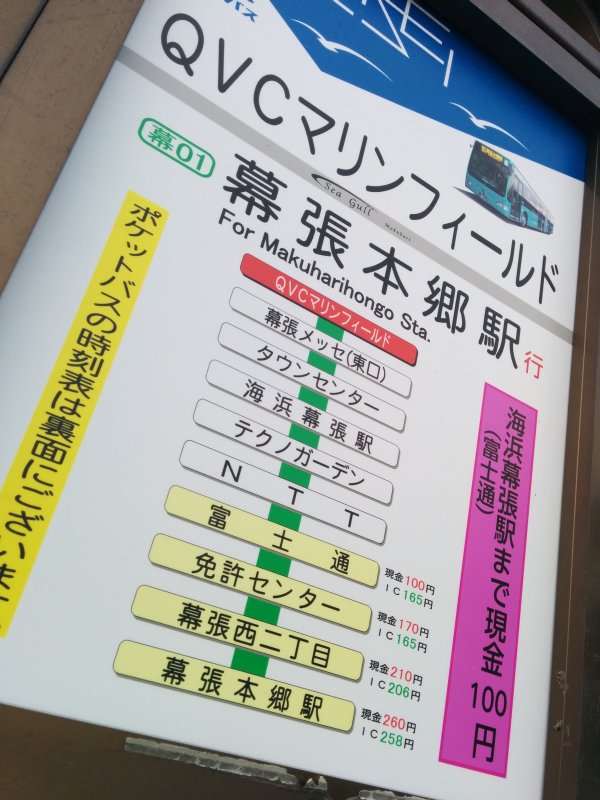 バス
QVCマリンフィールド
幕01
Sea Gull
Makuhari
幕張本郷駅行
For Makuharihongo Sta.
ポケットバスの時刻表は裏面にございます
QVCマリンフィールド
幕張メッセ(東口)
タウンセンター
海浜幕張駅
テクノガーデン
NTT
富士通
現金100円
IC165円
免許センター
現金170円
IC165円
幕張西二丁目
現金210円
IC206円
幕張本郷駅
現金260円
IC258円
海浜幕張駅まで現金100円
(富士通)